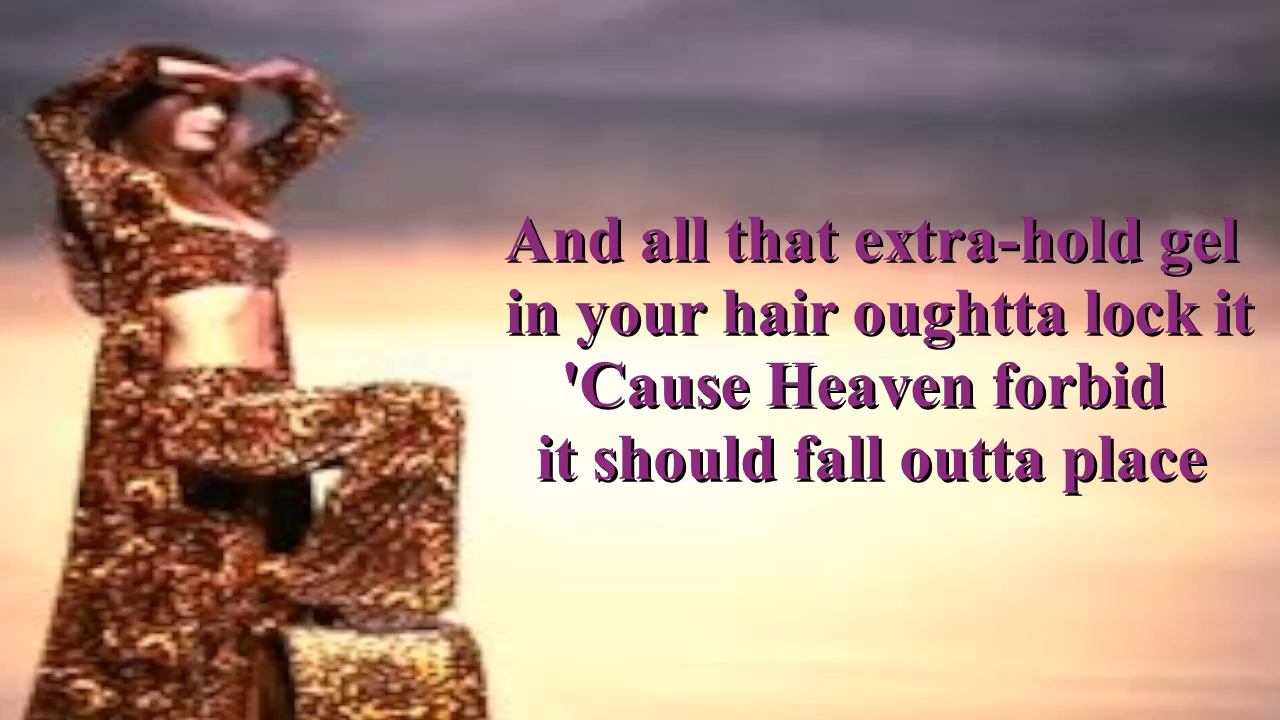 And all that extra-hold gel
in your hair oughtta lock it
'Cause Heaven forbid
it should fall outta place